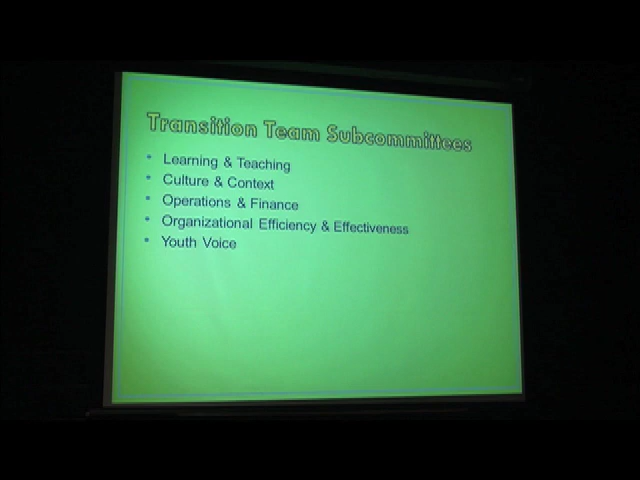 Transition Team Subcommittees
• Learning & Teaching
• Culture & Context
• Operations & Finance
• Organizational Efficiency & Effectiveness
• Youth Voice